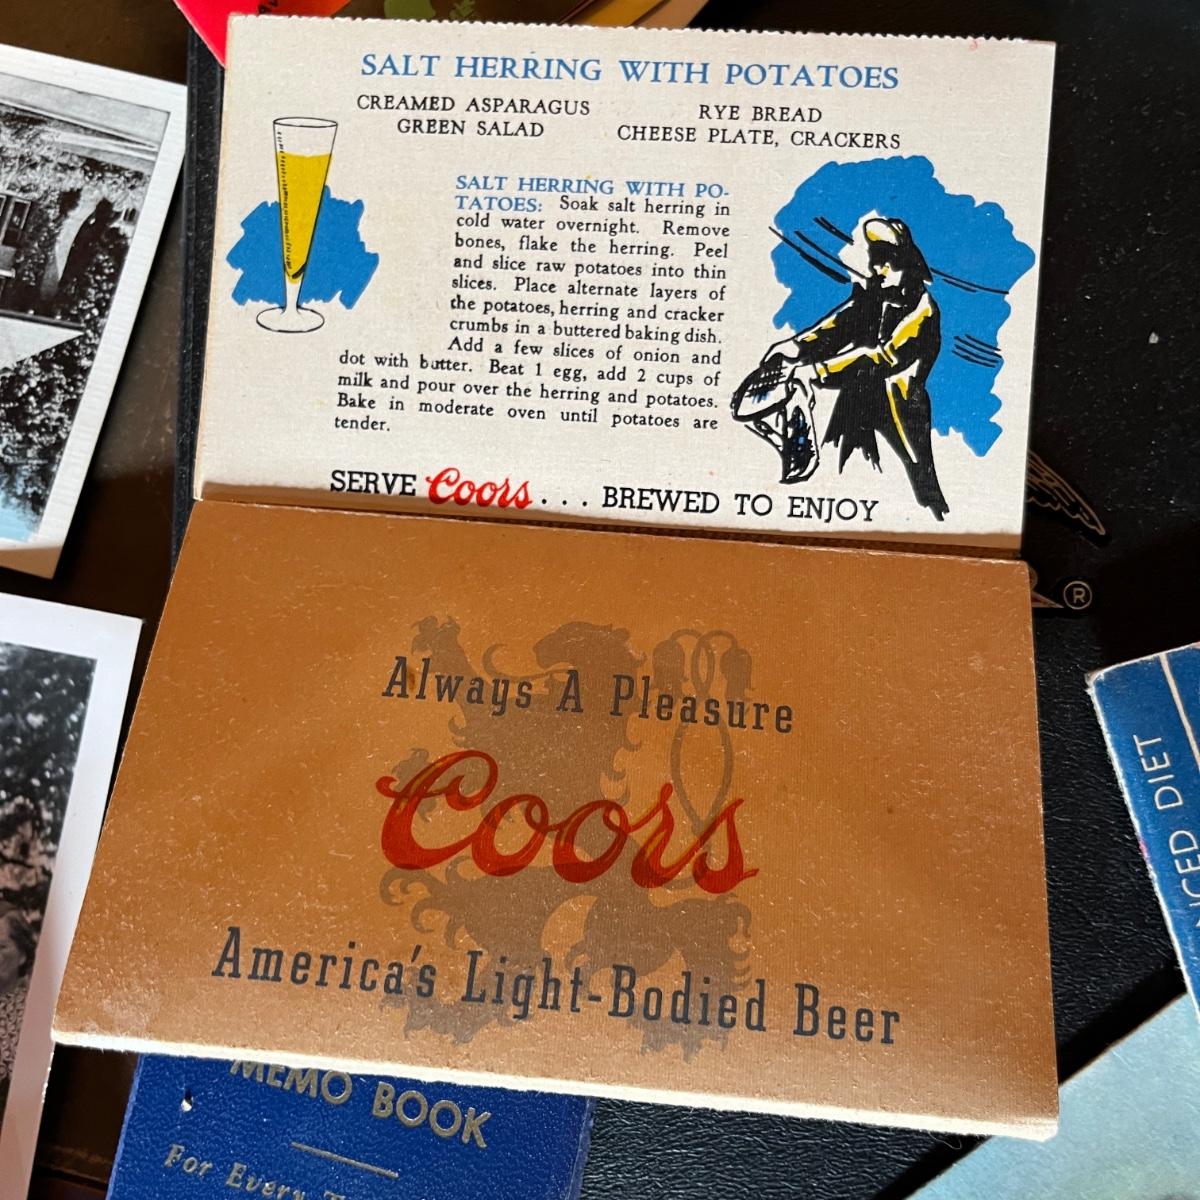 SALT HERRING WITH POTATOES
CREAMED ASPARAGUS
GREEN SALAD
RYE BREAD
CHEESE PLATE, CRACKERS
SALT HERRING WITH PO-
TATOES: Soak salt herring in
cold water overnight. Remove
bones, flake the herring. Peel
and slice raw potatoes into thin
slices. Place alternate layers of
the potatoes, herring and cracker
crumbs in a buttered baking dish.
Add a few slices of onion and
dot with butter. Beat 1 egg, add 2 cups of
milk and pour over the herring and potatoes.
Bake in moderate oven until potatoes are
tender.
SERVE Coors . . . BREWED TO ENJOY
®
Always A Pleasure
Coors
America's Light-Bodied Beer
NCED DIET
MEMO BOOK
For Every